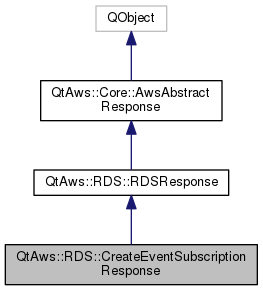 QObject
QtAws::Core::AwsAbstract
Response
QtAws::RDS::RDSResponse
QtAws::RDS::CreateEventSubscription
Response